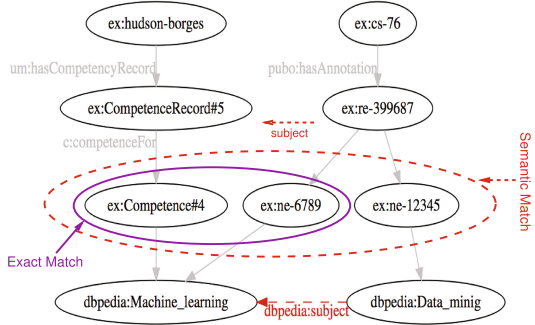 ex:hudson-borges
ex:cs-76
um:hasCompetencyRecord
pubo:hasAnnotation
ex:CompetenceRecord#5
ex:re-399687
subject
c:competenceFor
Semantic Match
ex:Competence#4
ex:ne-6789
ex:ne-12345
Exact Match
dbpedia:Machine_learning
dbpedia:subject
dbpedia:Data_minig